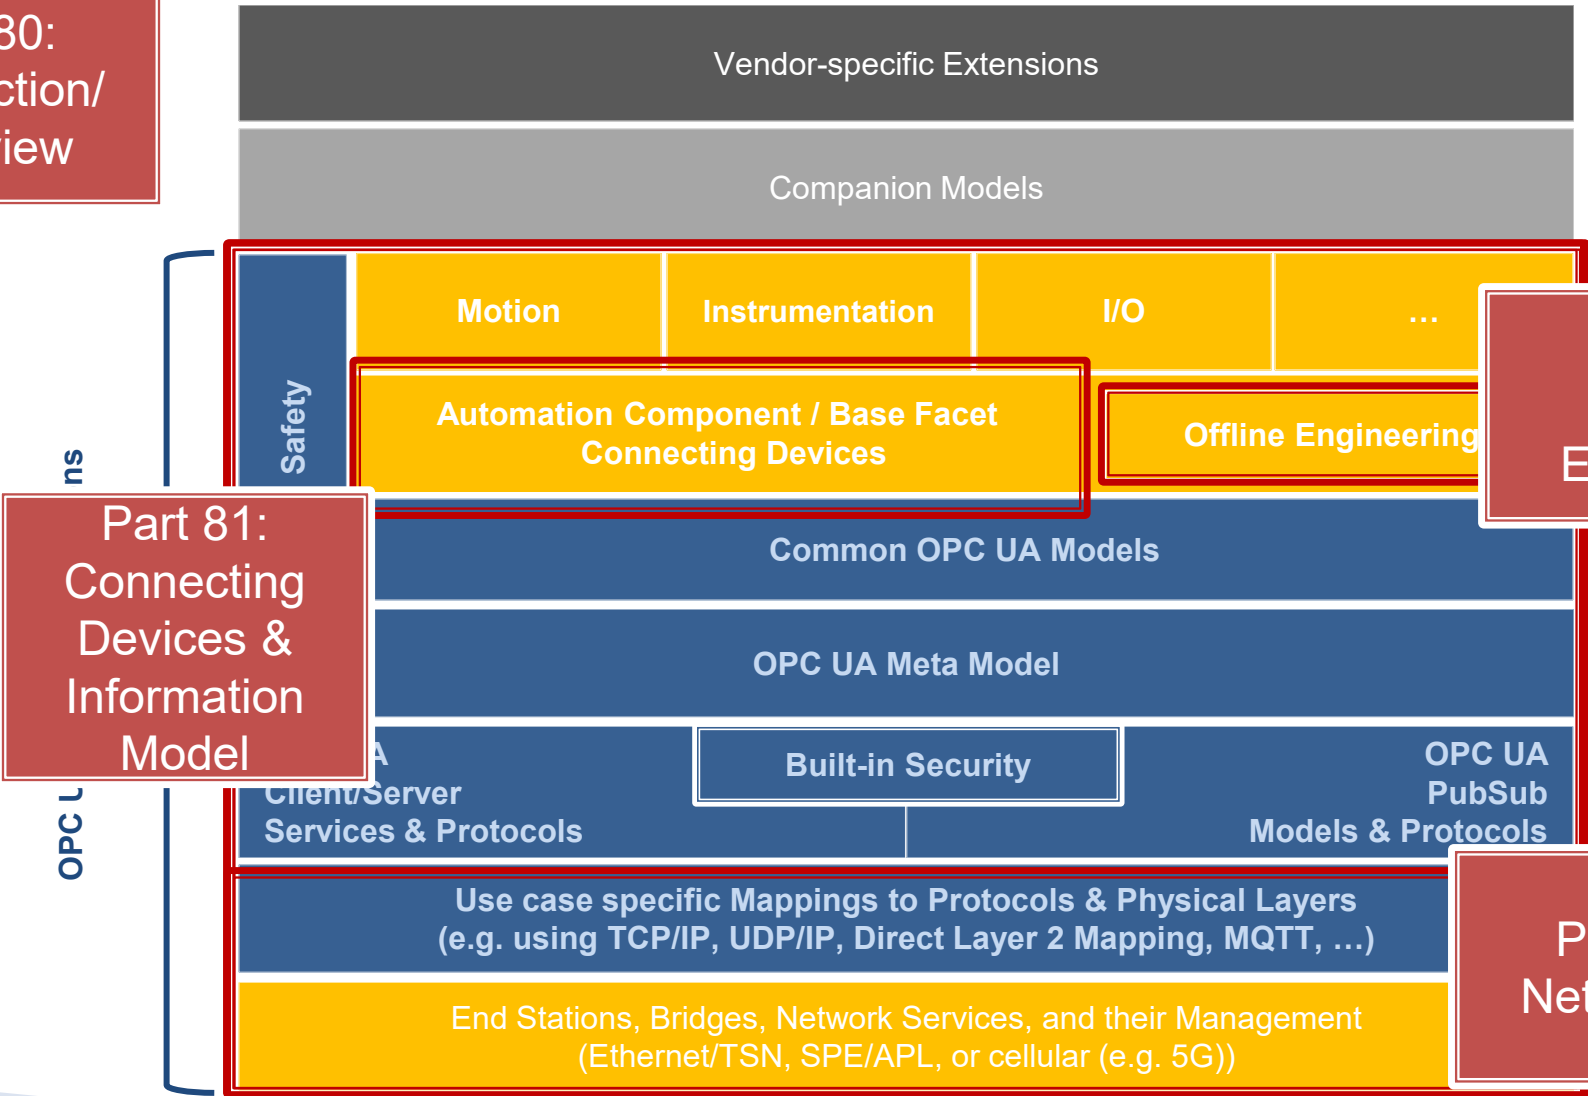 80:
ction/
view
Vendor-specific Extensions
Companion Models
Safety
Motion
Instrumentation
I/O
...
Automation Component / Base Facet
Connecting Devices
Offline Engineering
E
Part 81:
Connecting
Devices &
Information
Model
OPC U
ns
Common OPC UA Models
OPC UA Meta Model
A
Client/Server
Services & Protocols
Built-in Security
OPC UA
PubSub
Models & Protocols
Use case specific Mappings to Protocols & Physical Layers
(e.g. using TCP/IP, UDP/IP, Direct Layer 2 Mapping, MQTT, ...)
P
Net
End Stations, Bridges, Network Services, and their Management
(Ethernet/TSN, SPE/APL, or cellular (e.g. 5G))